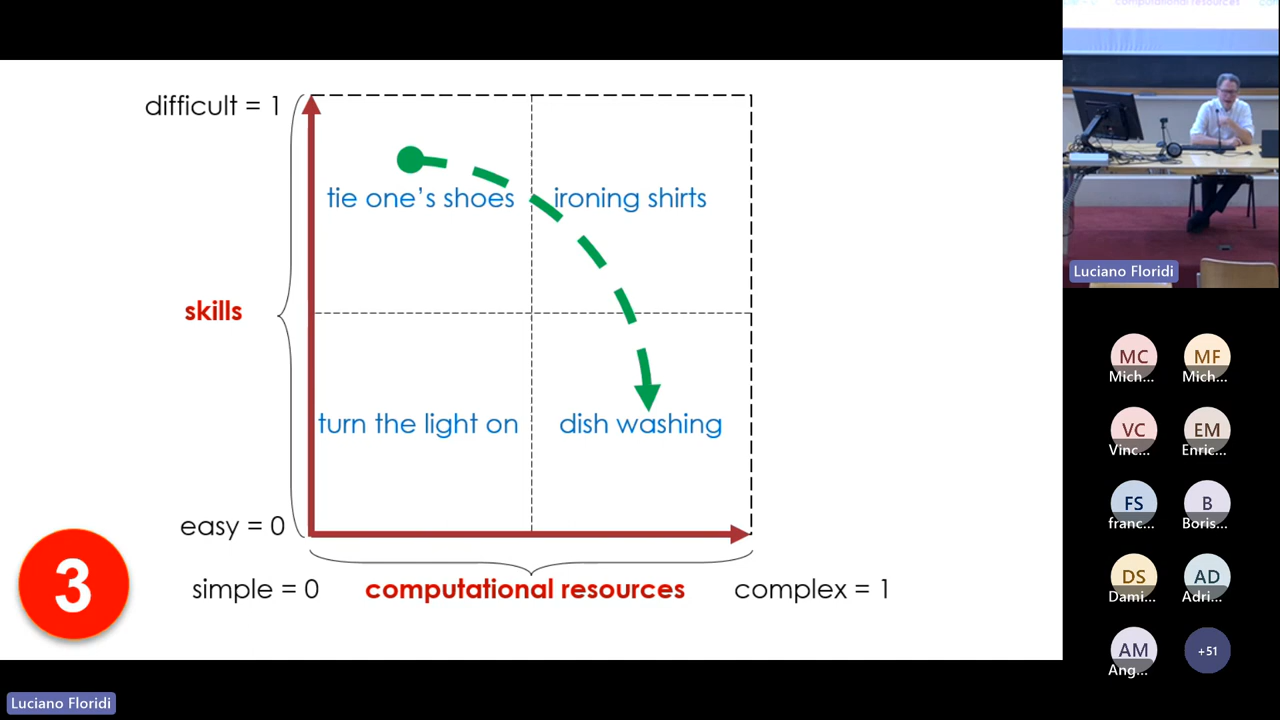 difficult = 1
tie one's shoes
ironing shirts
skills
turn the light on
dish washing
easy = 0
simple = 0
computational resources
complex = 1
3
Luciano Floridi
computational resources
Luciano Floridi
MC
Mich...
MF
Mich...
VC
Vinc...
EM
Enric...
FS
franc...
B
Boris...
DS
Dami...
AD
Adri...
AM
Ang...
+51